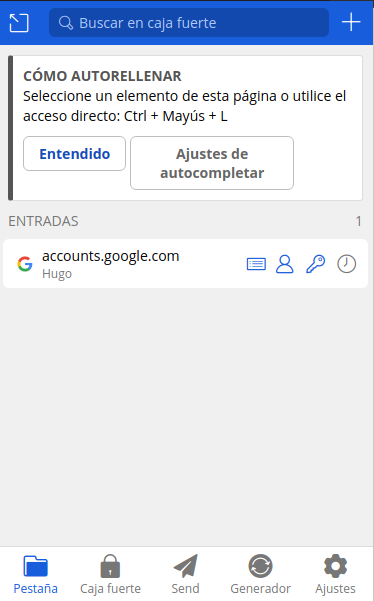 Buscar en caja fuerte
CÓMO AUTORELLENAR
Seleccione un elemento de esta página o utilice el
acceso directo: Ctrl + Mayús + L
Entendido
Ajustes de
autocompletar
ENTRADAS 1
accounts.google.com
Hugo
Pestaña Caja fuerte Send Generador Ajustes